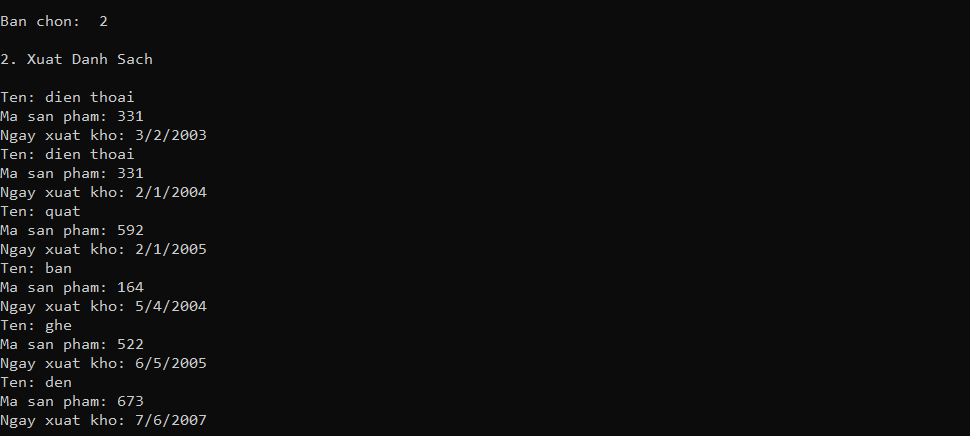 Ban chon:  2
2. Xuat Danh Sach
Ten: dien thoai
Ma san pham: 331
Ngay xuat kho: 3/2/2003
Ten: dien thoai
Ma san pham: 331
Ngay xuat kho: 2/1/2004
Ten: quat
Ma san pham: 592
Ngay xuat kho: 2/1/2005
Ten: ban
Ma san pham: 164
Ngay xuat kho: 5/4/2004
Ten: ghe
Ma san pham: 522
Ngay xuat kho: 6/5/2005
Ten: den
Ma san pham: 673
Ngay xuat kho: 7/6/2007